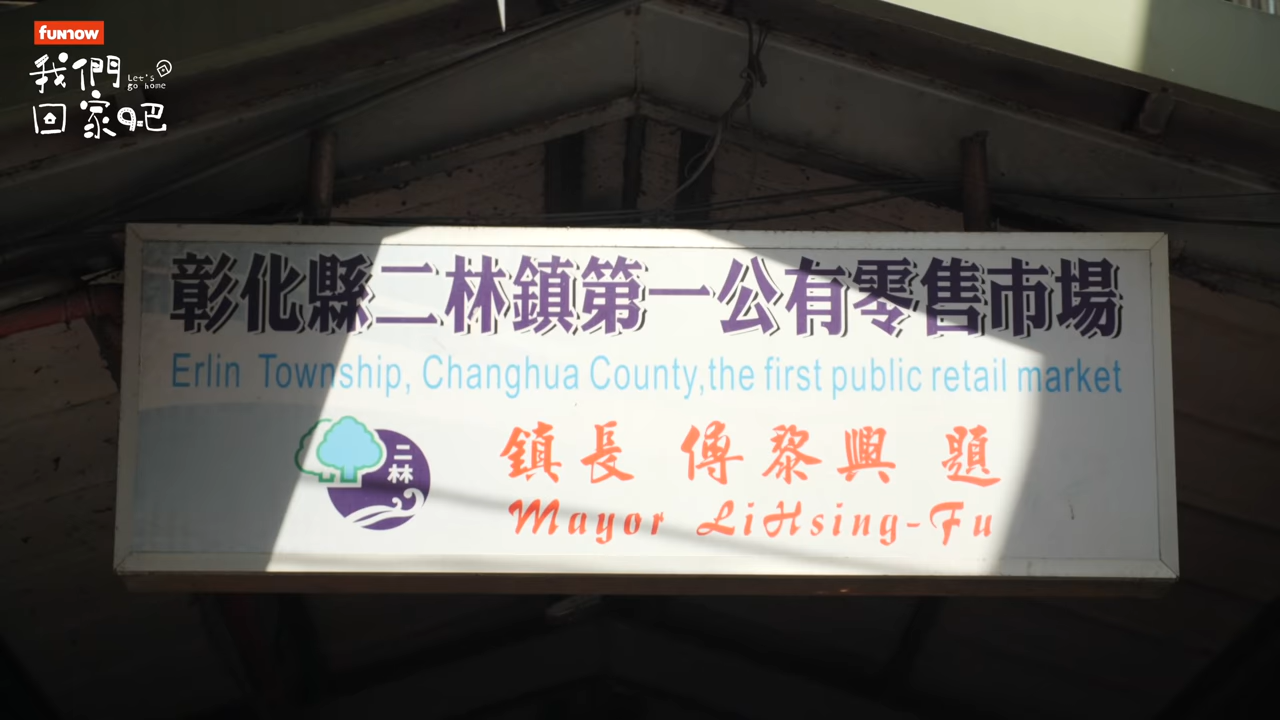 funnow
我們
Let's go home
回家吧
彰化縣二林鎮第一公有零售市場
Erlin Township, Changhua County,the first public retail market
二林
鎮長 傅黎興 題
Mayor LiHsing-Fu